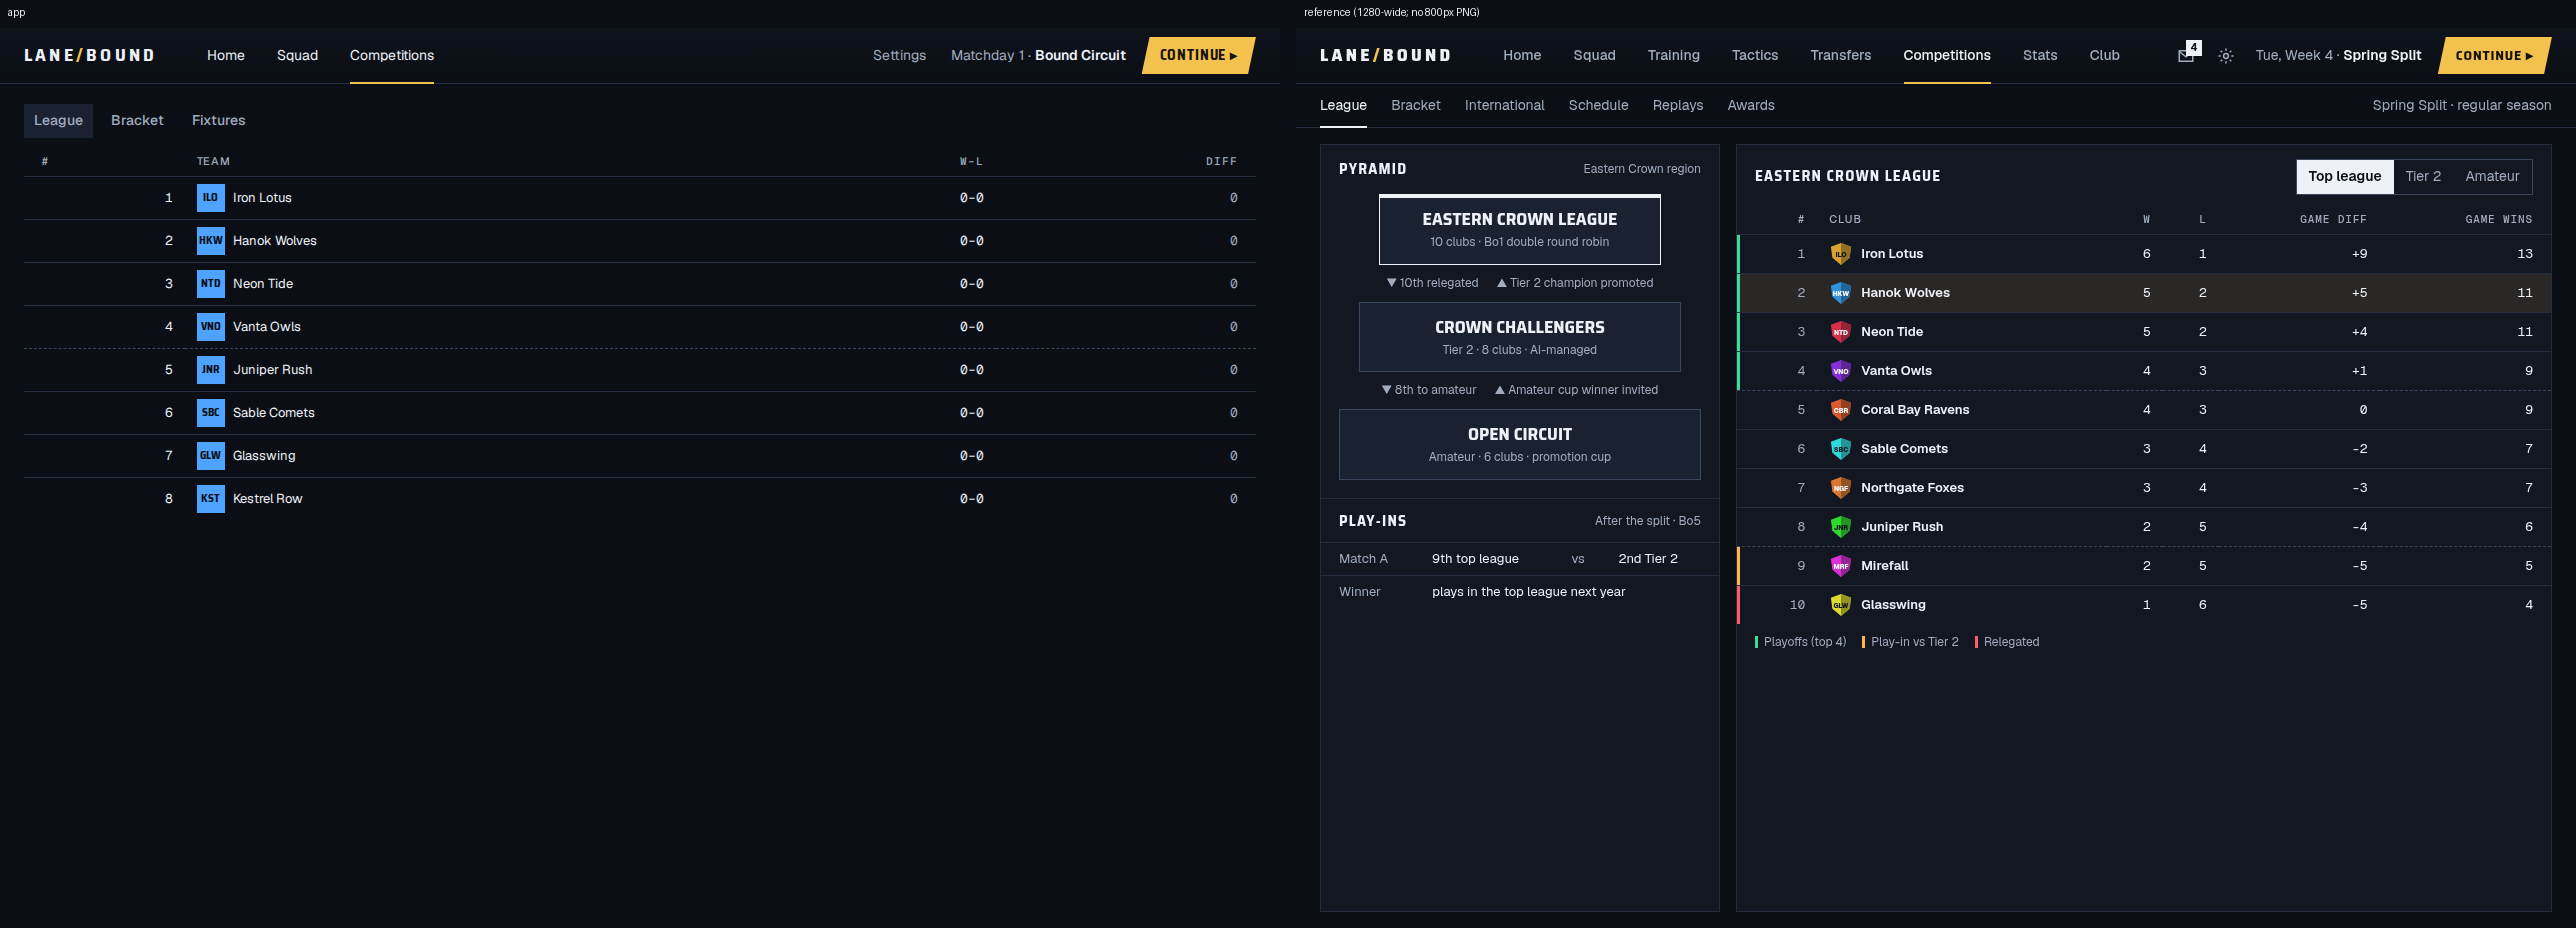 app
LANE/BOUND Home Squad Competitions Settings Matchday 1 · Bound Circuit CONTINUE ▸
League Bracket Fixtures
# TEAM W-L DIFF
1 ILO Iron Lotus 0-0 0
2 HKW Hanok Wolves 0-0 0
3 NTD Neon Tide 0-0 0
4 VNO Vanta Owls 0-0 0
5 JNR Juniper Rush 0-0 0
6 SBC Sable Comets 0-0 0
7 GLW Glasswing 0-0 0
8 KST Kestrel Row 0-0 0
reference (1280-wide; no 800px PNG)
LANE/BOUND Home Squad Training Tactics Transfers Competitions Stats Club 4 Tue, Week 4 · Spring Split CONTINUE ▸
League Bracket International Schedule Replays Awards Spring Split · regular season
PYRAMID Eastern Crown region
EASTERN CROWN LEAGUE
10 clubs · Bo1 double round robin
▼ 10th relegated ▲ Tier 2 champion promoted
CROWN CHALLENGERS
Tier 2 · 8 clubs · AI-managed
▼ 8th to amateur ▲ Amateur cup winner invited
OPEN CIRCUIT
Amateur · 6 clubs · promotion cup
PLAY-INS After the split · Bo5
Match A 9th top league vs 2nd Tier 2
Winner plays in the top league next year
EASTERN CROWN LEAGUE Top league Tier 2 Amateur
# CLUB W L GAME DIFF GAME WINS
1 ILO Iron Lotus 6 1 +9 13
2 HKW Hanok Wolves 5 2 +5 11
3 NTD Neon Tide 5 2 +4 11
4 VNO Vanta Owls 4 3 +1 9
5 CBR Coral Bay Ravens 4 3 0 9
6 SBC Sable Comets 3 4 -2 7
7 NGF Northgate Foxes 3 4 -3 7
8 JNR Juniper Rush 2 5 -4 6
9 MRF Mirefall 2 5 -5 5
10 GLW Glasswing 1 6 -5 4
Playoffs (top 4) Play-in vs Tier 2 Relegated